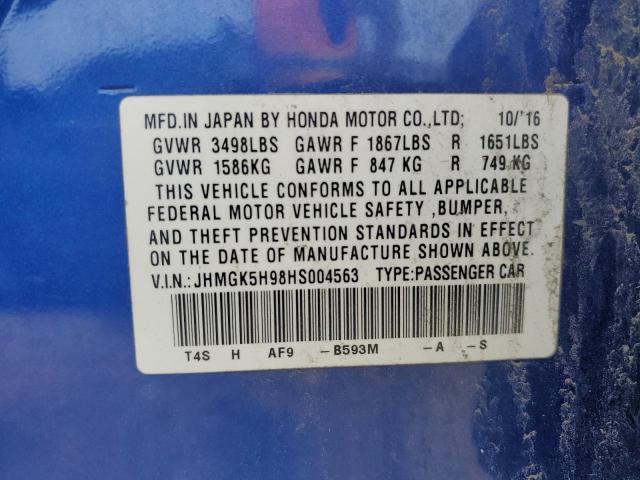 MFD.IN JAPAN BY HONDA MOTOR CO.,LTD; 10/'16
GVWR 3498LBS GAWR F 1867LBS R 1651LBS
GVWR 1586KG GAWR F 847 KG R 749 KG
THIS VEHICLE CONFORMS TO ALL APPLICABLE
FEDERAL MOTOR VEHICLE SAFETY ,BUMPER,
AND THEFT PREVENTION STANDARDS IN EFFECT
ON THE DATE OF MANUFACTURE SHOWN ABOVE.
V.I.N.:JHMGK5H98HS004563 TYPE:PASSENGER CAR
T4S H AF9 -B593M -A -S